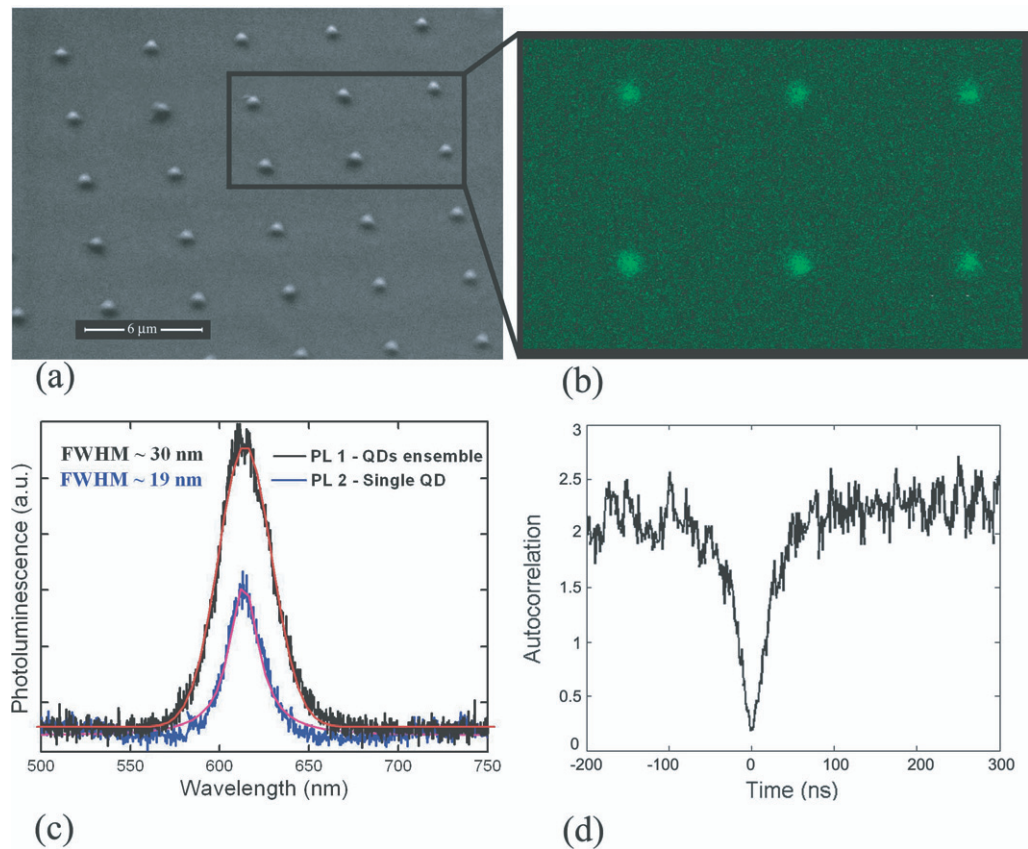 6 µm
(a)
(b)
FWHM ~ 30 nm
FWHM ~ 19 nm
PL 1 - QDs ensemble
PL 2 - Single QD
Photoluminescence (a.u.)
500 550 600 650 700 750
Wavelength (nm)
(c)
3
2.5
2
1.5
1
0.5
0
Autocorrelation
-200 -100 0 100 200 300
Time (ns)
(d)